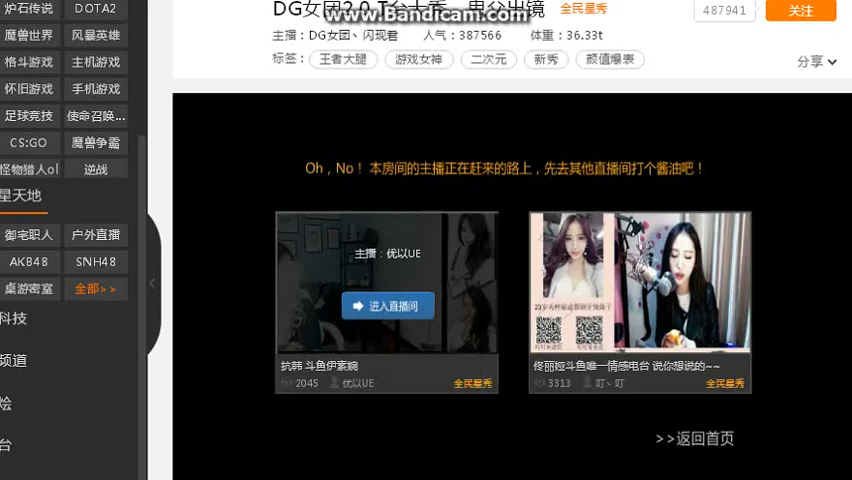 炉石传说 DOTA2
魔兽世界 风暴英雄
格斗游戏 主机游戏
怀旧游戏 手机游戏
足球竞技 使命召唤...
CS:GO 魔兽争霸
怪物猎人ol 逆战
星天地
御宅职人 户外直播
AKB48 SNH48
桌游密室 全部>>
科技
频道
烩
台
www.Bandicam.com
DG女团2.0 T台大秀
出镜
全民星秀
487941 关注
主播：DG女团丶闪现君 人气：387566 体重：36.33t
标签： 王者大腿 游戏女神 二次元 新秀 颜值爆表
分享
Oh，No！ 本房间的主播正在赶来的路上，先去其他直播间打个酱油吧！
主播：优以UE
进入直播间
抗韩 斗鱼伊素婉
2045 优以UE 全民星秀
佟丽娅斗鱼唯一情感电台 说你想说的~~
3313 叮丶叮 全民星秀
>>返回首页